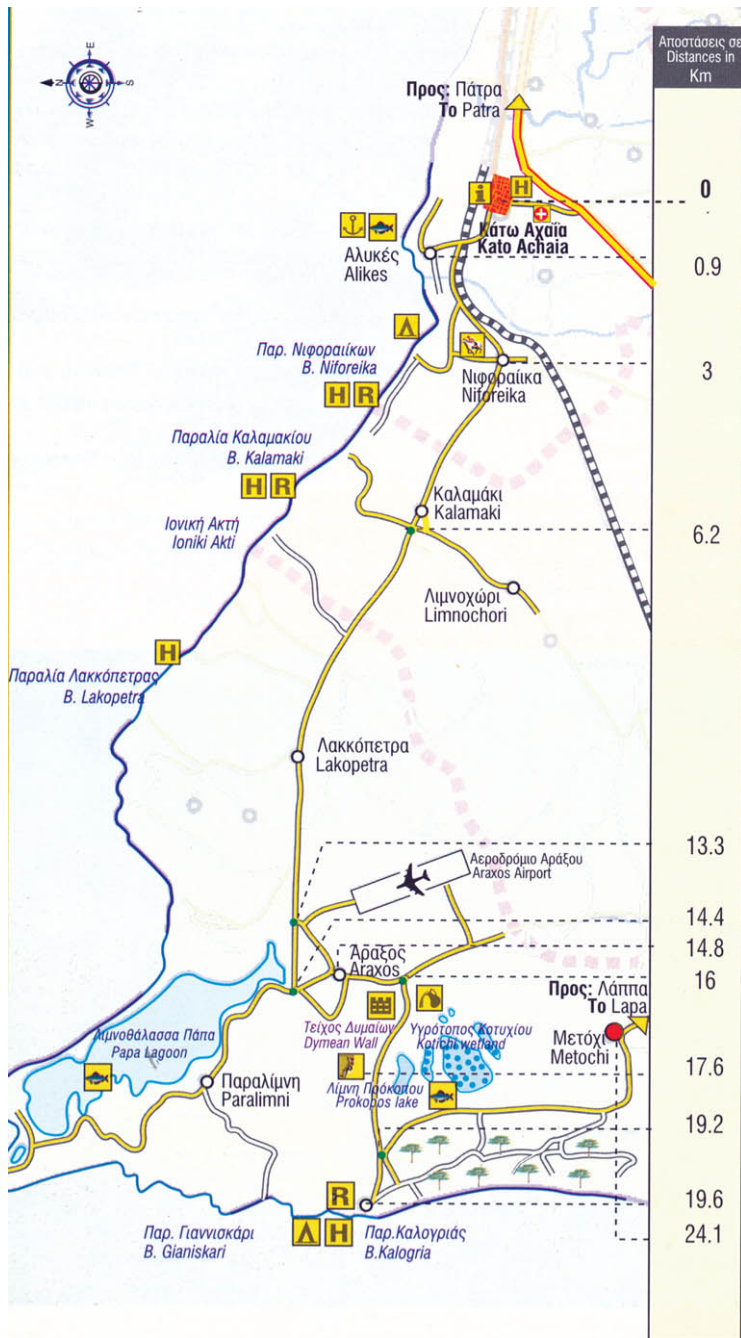 E
N
S
W
Αποστάσεις σε
Distances in
Km
Προς: Πάτρα
To Patra
0
i
H
Κάτω Αχαΐα
Kato Achaia
Αλυκές
Alikes
0.9
Παρ. Νιφοραιίκων
B. Niforeika
H R
Νιφοραίικα
Niforeika
3
Παραλία Καλαμακίου
B. Kalamaki
H R
Καλαμάκι
Kalamaki
Ιονική Ακτή
Ioniki Akti
6.2
Λιμνοχώρι
Limnochori
H
Παραλία Λακκόπετρας
B. Lakopetra
Λακκόπετρα
Lakopetra
13.3
Αεροδρόμιο Αράξου
Araxos Airport
14.4
Άραξος
Araxos
14.8
16
Προς: Λάππα
To Lapa
Λιμνοθάλασσα Πάπα
Papa Lagoon
Τείχος Δυμαίων
Dymean Wall
Υγρότοπος Κοτυχίου
Kotichi wetland
Μετόχι
Metochi
Παραλίμνη
Paralimni
Λίμνη Πρόκοπου
Prokopos lake
17.6
19.2
R
19.6
Παρ. Γιαννισκάρι
B. Gianiskari
H
Παρ.Καλογριάς
B.Kalogria
24.1